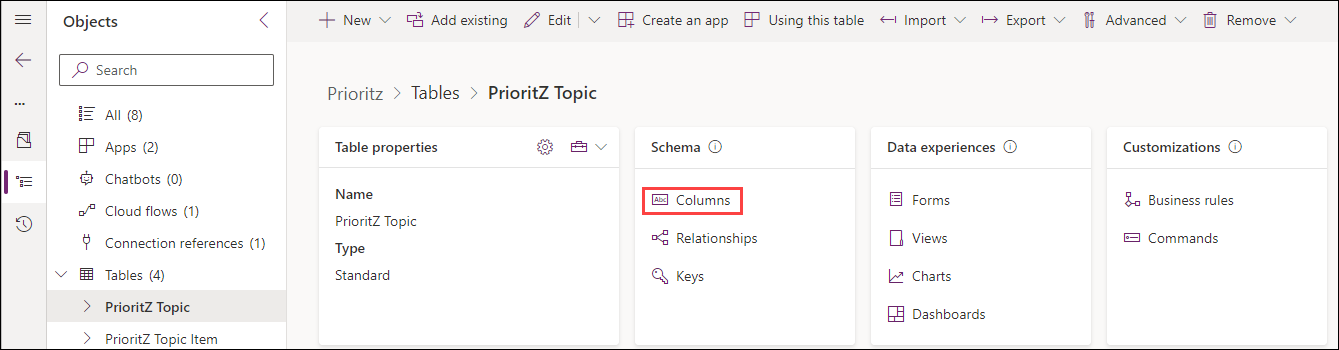 Objects
New
Add existing
Edit
Create an app
Using this table
Import
Export
Advanced
Remove
Search
...
All (8)
Apps (2)
Chatbots (0)
Cloud flows (1)
Connection references (1)
Tables (4)
PrioritZ Topic
PrioritZ Topic Item
Prioritz > Tables > PrioritZ Topic
Table properties
Name
PrioritZ Topic
Type
Standard
Schema
Abc Columns
Relationships
Keys
Data experiences
Forms
Views
Charts
Dashboards
Customizations
Business rules
Commands